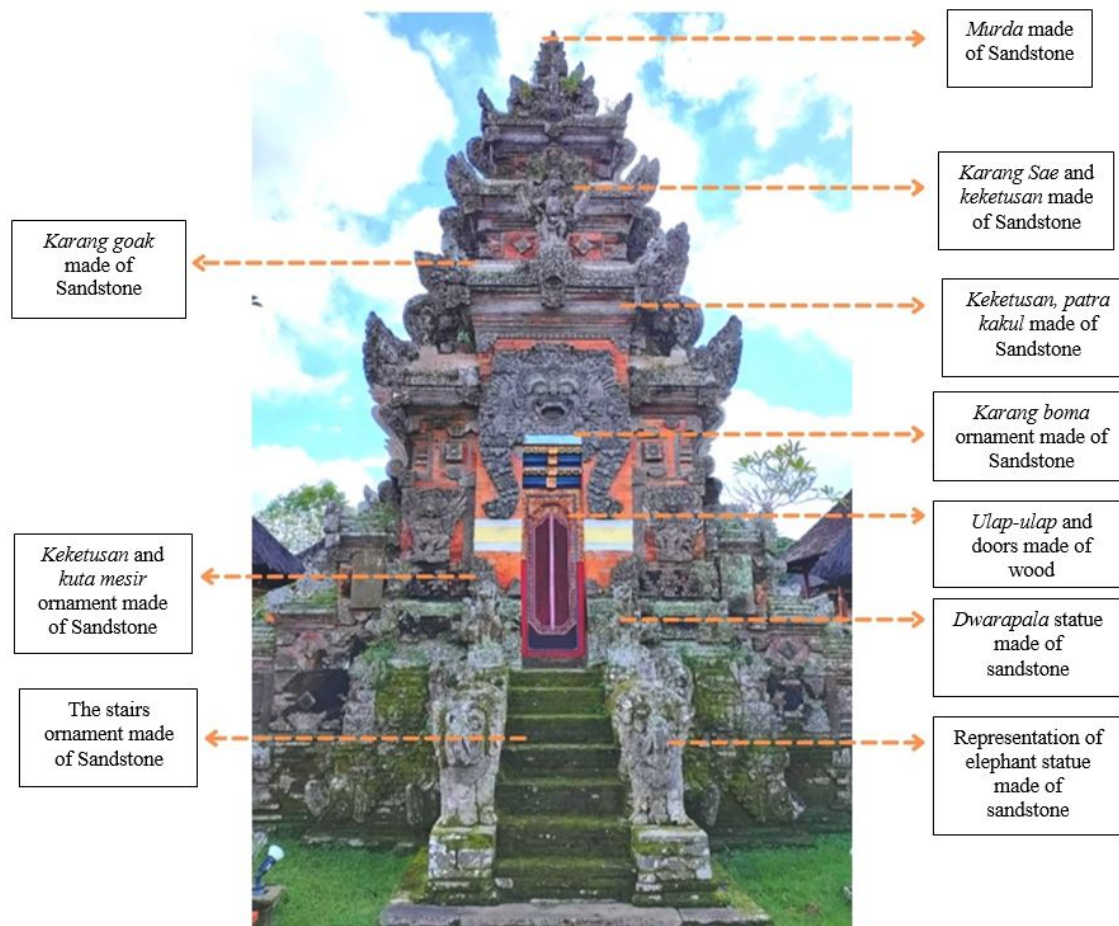 Murda made
of Sandstone
Karang Sae and
keketusan made
of Sandstone
Karang goak
made of
Sandstone
Keketusan, patra
kakul made of
Sandstone
Karang boma
ornament made of
Sandstone
Ulap-ulap and
doors made of
wood
Keketusan and
kuta mesir
ornament made
of Sandstone
Dwarapala statue
made of
sandstone
The stairs
ornament made
of Sandstone
Representation of
elephant statue
made of
sandstone